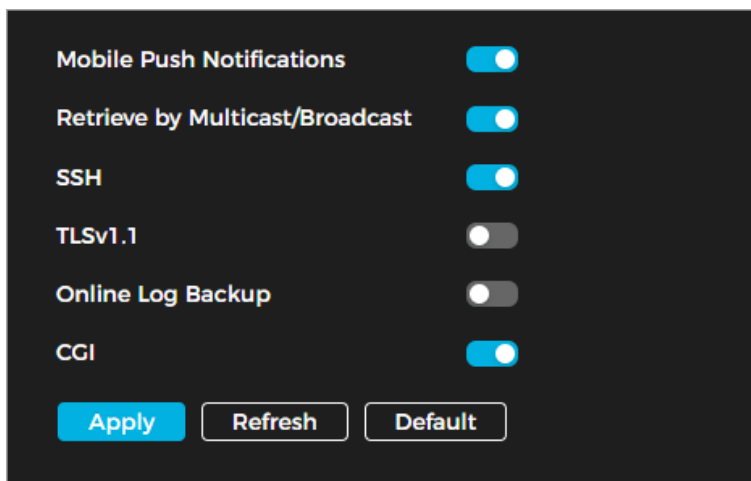 Mobile Push Notifications
Retrieve by Multicast/Broadcast
SSH
TLSv1.1
Online Log Backup
CGI
Apply Refresh Default